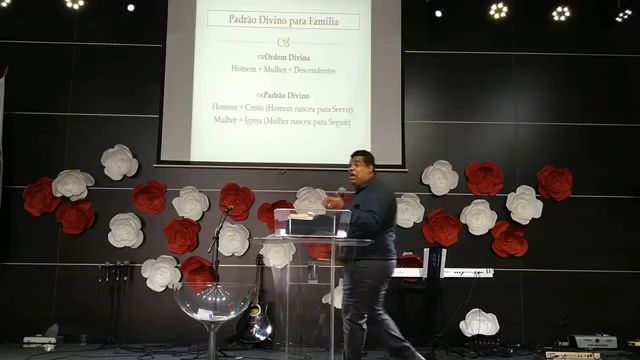 Padrão Divino para Família
Ordem Divina
Homem + Mulher = Descendentes
Padrão Divino
Homem = Cristo (Homem nasceu para Servir)
Mulher = Igreja (Mulher nasceu para Seguir)